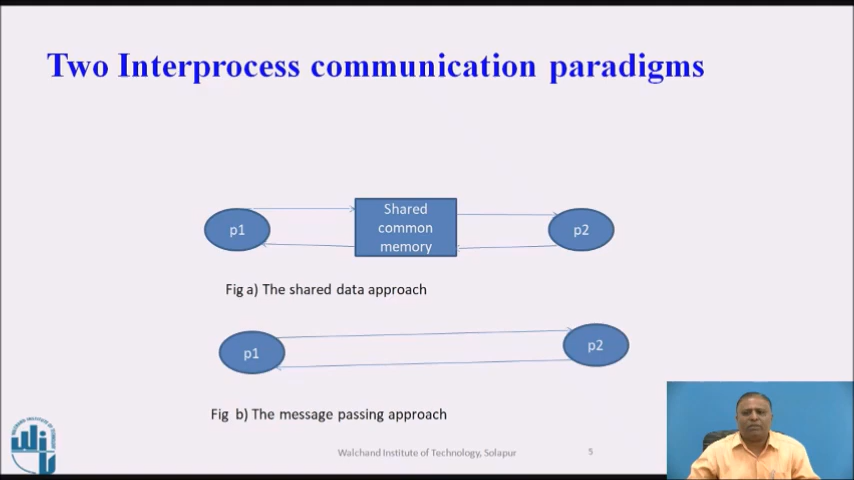 Two Interprocess communication paradigms
p1
Shared
common
memory
p2
Fig a) The shared data approach
p1
p2
Fig b) The message passing approach
Walchand Institute of Technology, Solapur
5